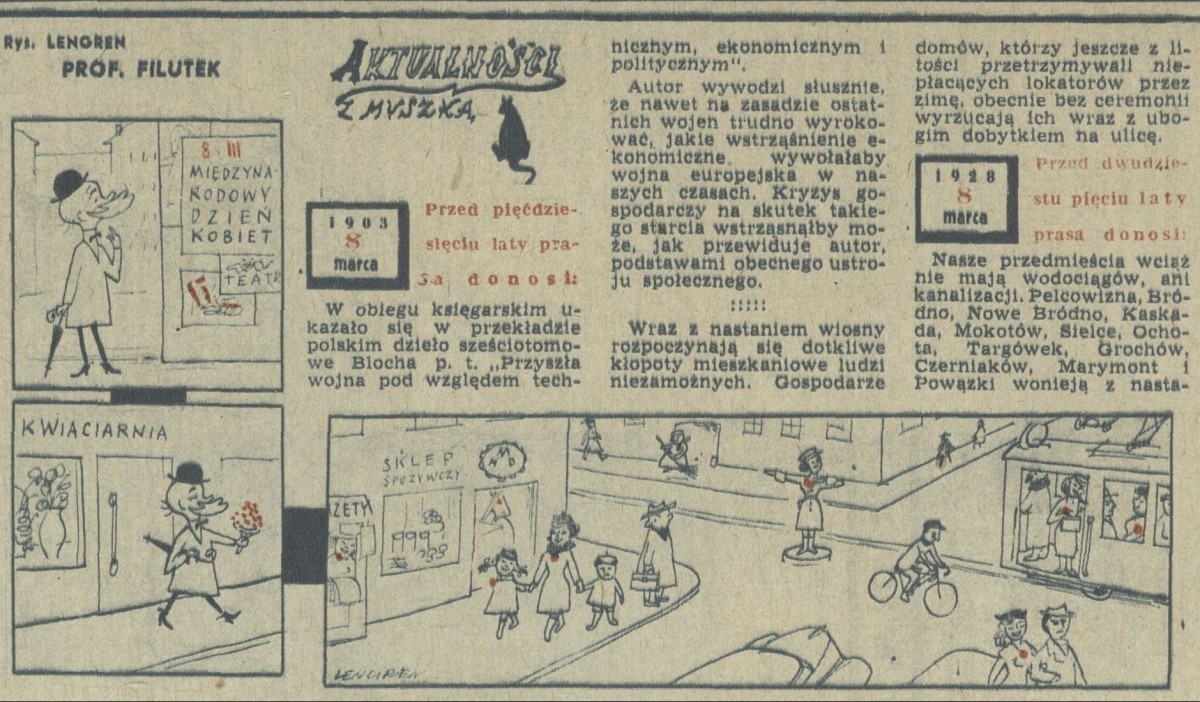 Rys. LENGREN
PROF. FILUTEK
8·III
MIĘDZYNA-
RODOWY
DZIEŃ
KOBIET
TEATR
KWIACIARNIA
SKLEP
SPOŻYWCZY
LENGREN
AKTUALNOŚCI
Z MYSZKĄ
1903
8
marca
Przed pięćdzie-
sięciu laty pra-
sa donosi:
W obiegu księgarskim u-
kazało się w przekładzie
polskim dzieło sześciotomo-
we Blocha p. t. „Przyszła
wojna pod względem tech-
nicznym, ekonomicznym i
politycznym“.
Autor wywodzi słusznie,
że nawet na zasadzie ostat-
nich wojen trudno wyroko-
wać, jakie wstrząśnienie e-
konomiczne wywołałaby
wojna europejska w na-
szych czasach. Kryzys go-
spodarczy na skutek takie-
go starcia wstrząsnąłby mo-
że, jak przewiduje autor,
podstawami obecnego ustro-
ju społecznego.
:::::
Wraz z nastaniem wiosny
rozpoczynają się dotkliwe
kłopoty mieszkaniowe ludzi
niezamożnych. Gospodarze
domów, którzy jeszcze z li-
tości przetrzymywali nie-
płacących lokatorów przez
zimę, obecnie bez ceremonii
wyrzucają ich wraz z ubo-
gim dobytkiem na ulicę.
1928
8
marca
Przed dwudzie-
stu pięciu laty
prasa donosi:
Nasze przedmieścia wciąż
nie mają wodociągów, ani
kanalizacji. Pelcowizna, Bró-
dno, Nowe Bródno, Kaska-
da, Mokotów, Sielce, Ocho-
ta, Targówek, Grochów,
Czerniaków, Marymont i
Powązki wonieją z nasta-